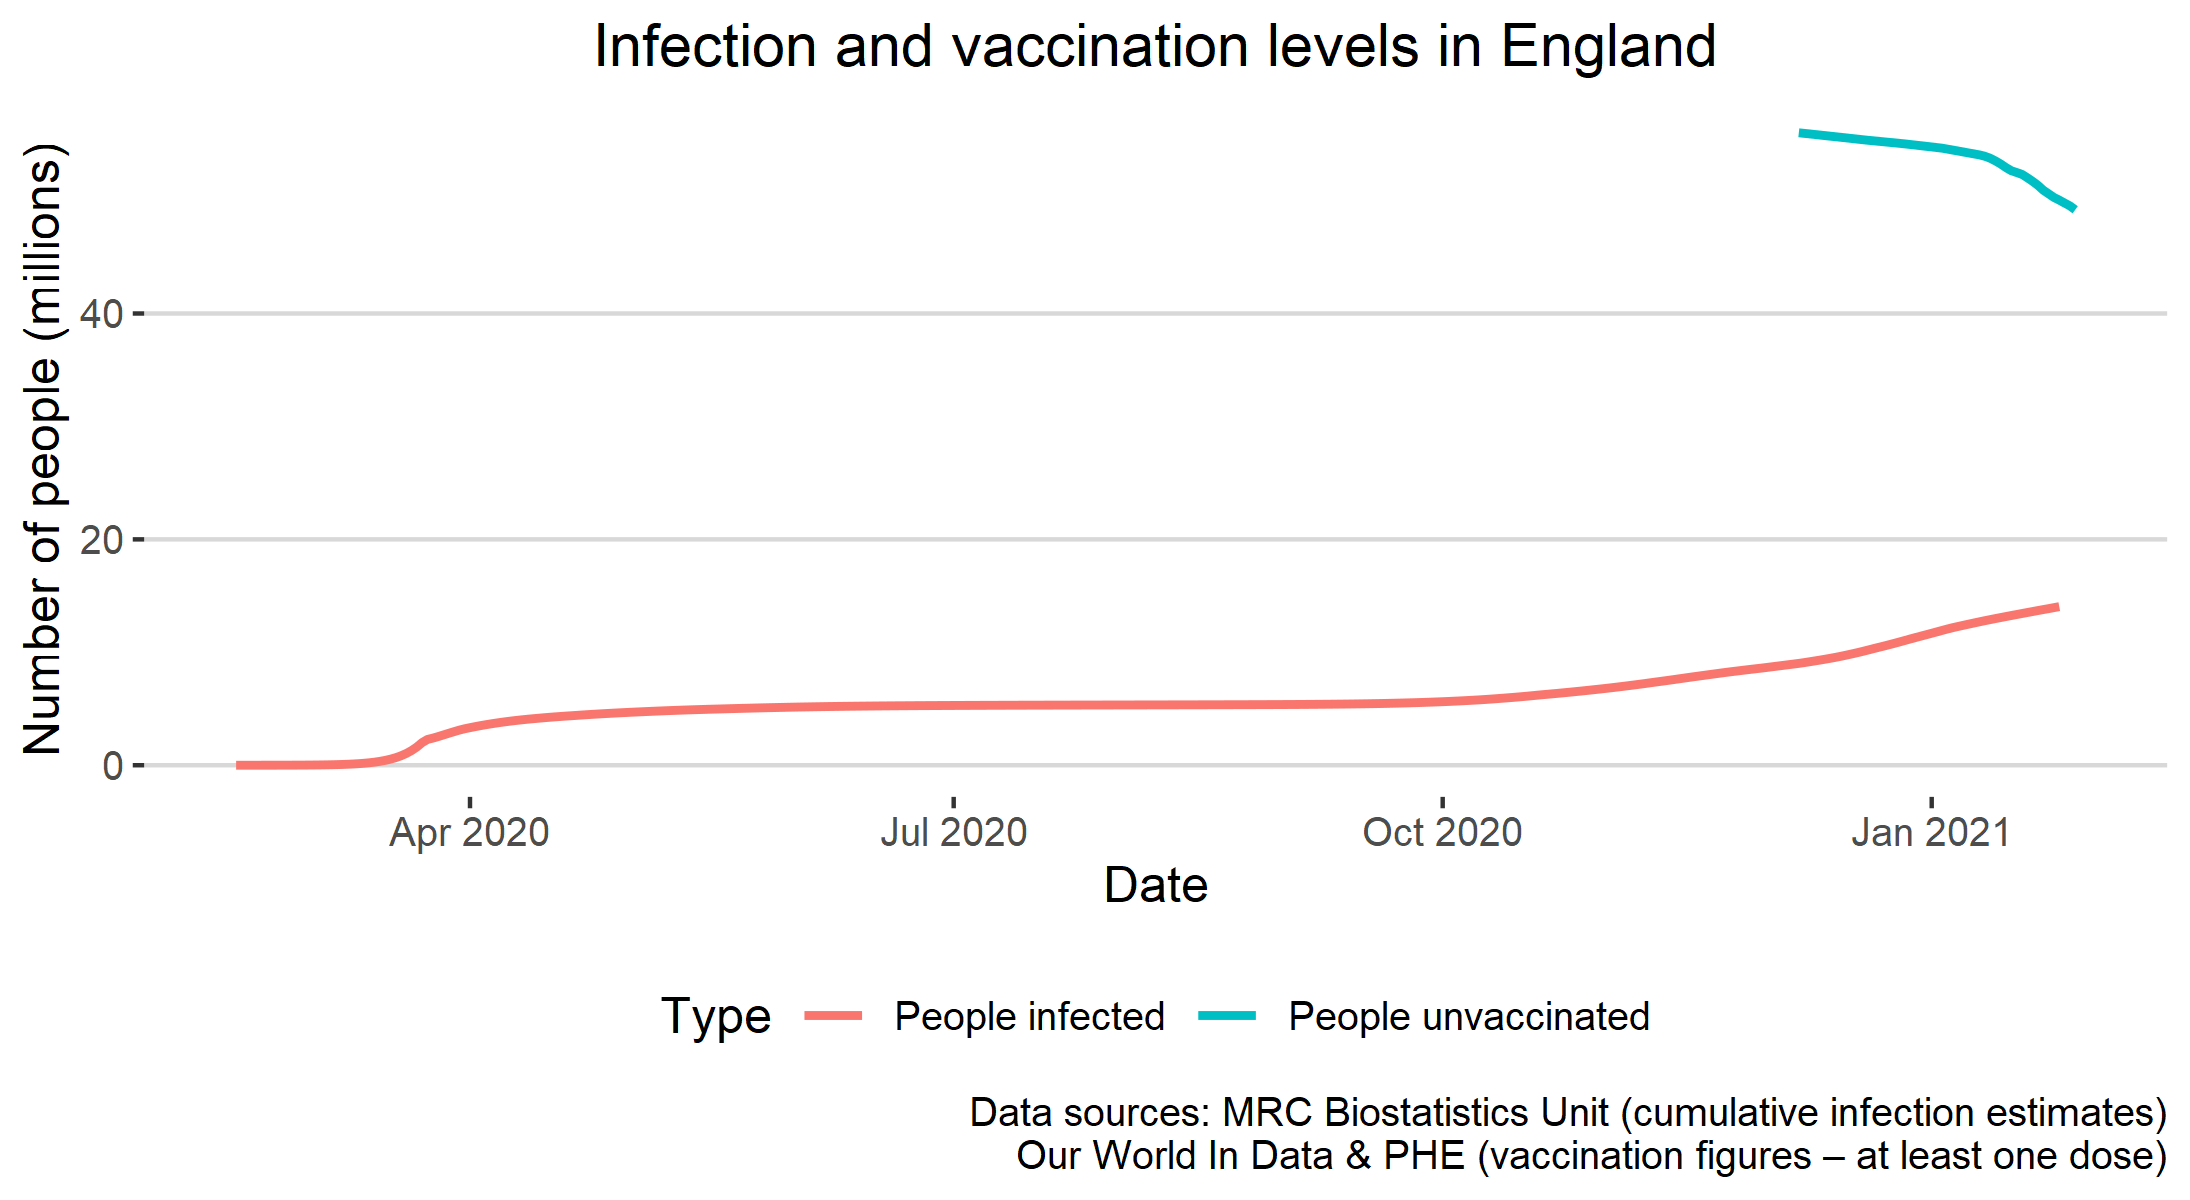 Infection and vaccination levels in England
Number of people (millions)
40
20
0
Apr 2020
Jul 2020
Oct 2020
Jan 2021
Date
Type
People infected
People unvaccinated
Data sources: MRC Biostatistics Unit (cumulative infection estimates)
Our World In Data & PHE (vaccination figures – at least one dose)